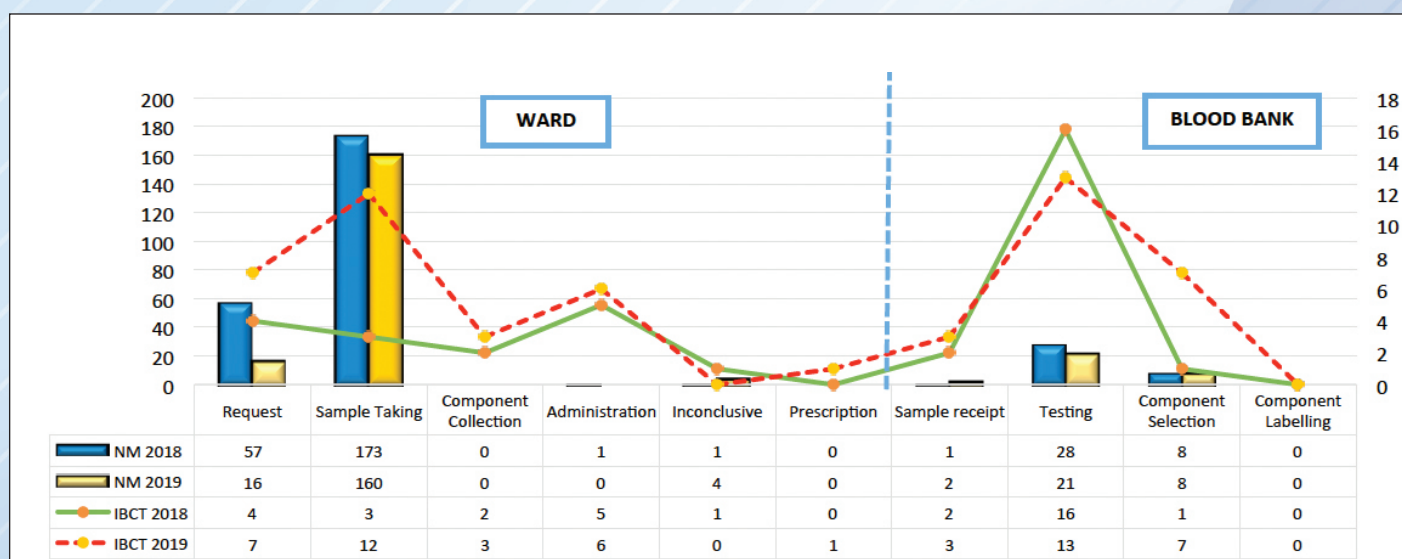 WARD
BLOOD BANK
200 18
180 16
160 14
140 12
120 10
100 8
80 6
60 4
40 2
20 0
0
Request Sample Taking Component Collection Administration Inconclusive Prescription Sample receipt Testing Component Selection Component Labelling
NM 2018 57 173 0 1 1 0 1 28 8 0
NM 2019 16 160 0 0 4 0 2 21 8 0
IBCT 2018 4 3 2 5 1 0 2 16 1 0
IBCT 2019 7 12 3 6 0 1 3 13 7 0